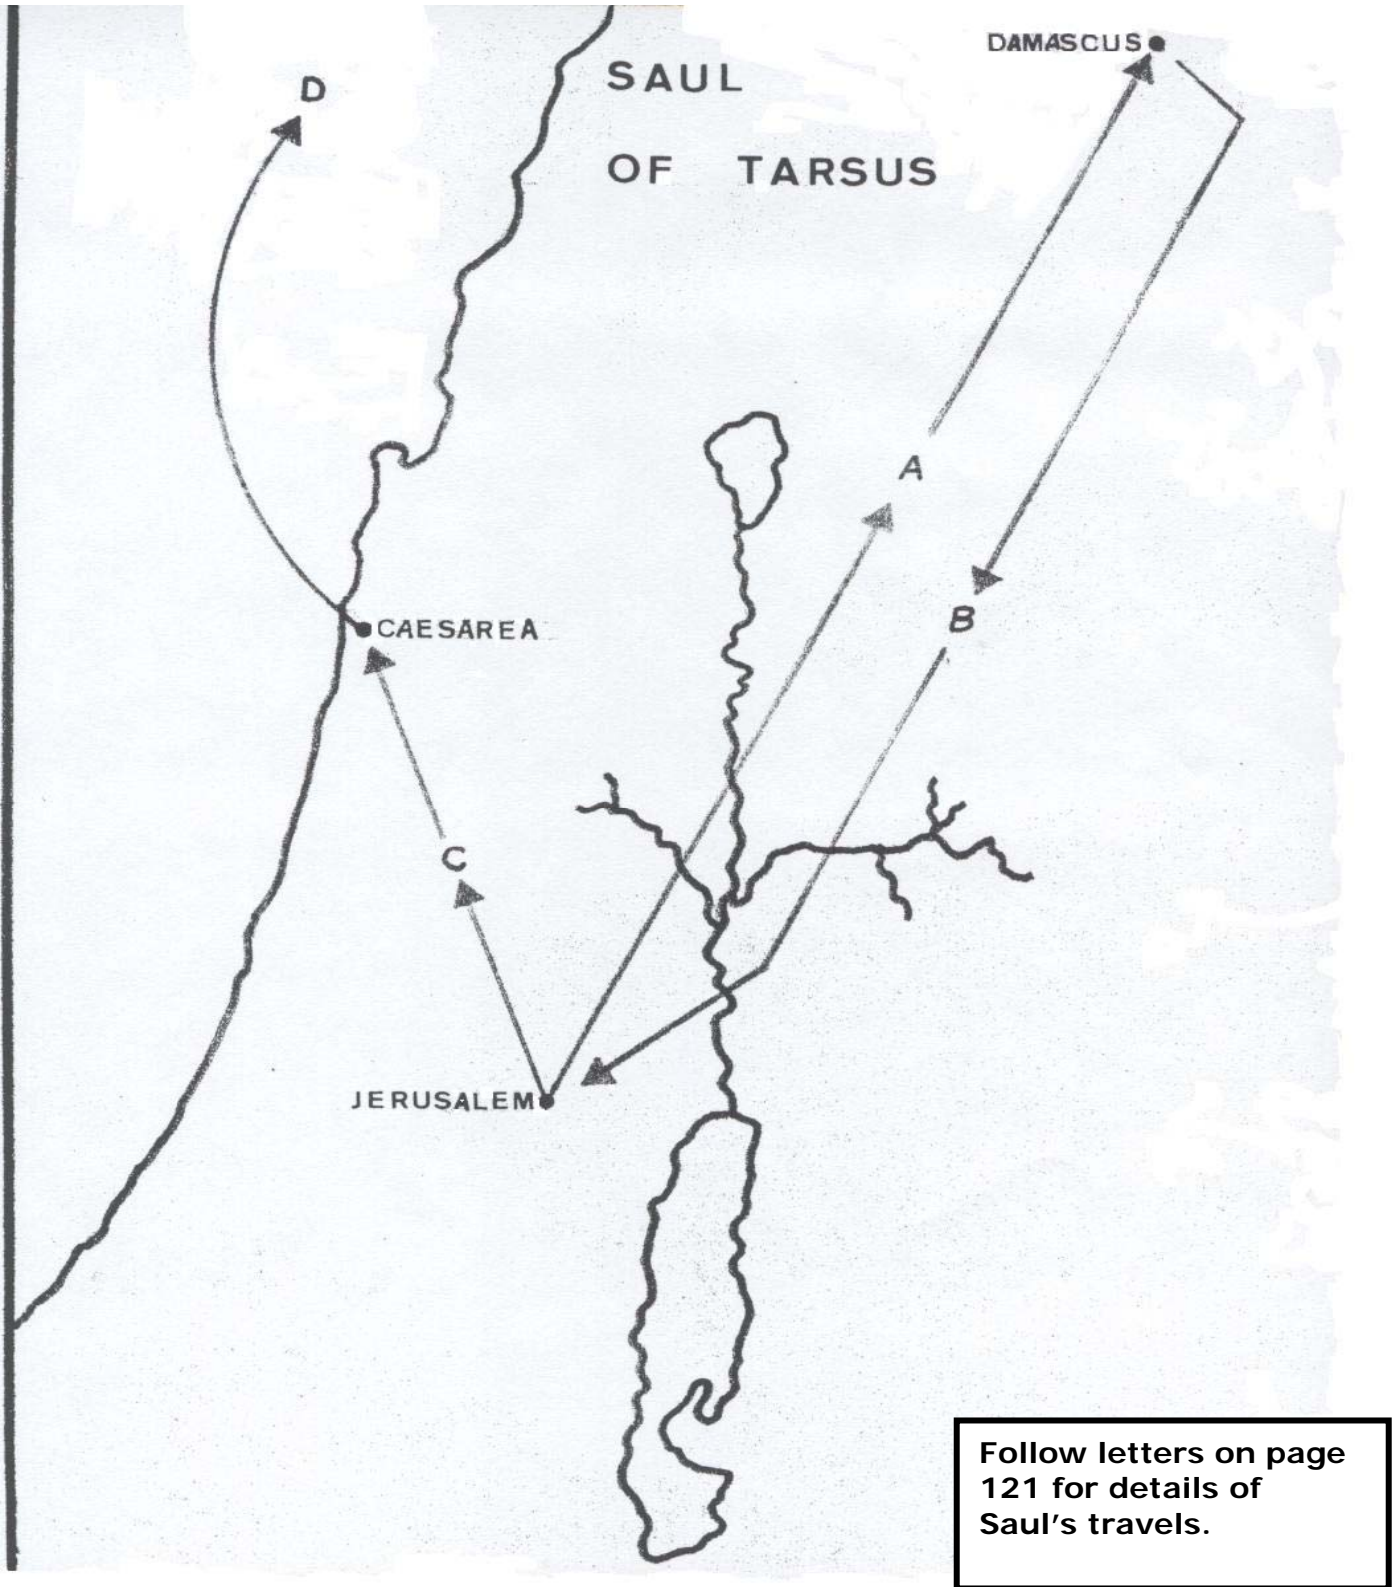 DAMASCUS
SAUL
D
OF TARSUS
A
B
CAESAREA
C
JERUSALEM
Follow letters on page
121 for details of
Saul's travels.